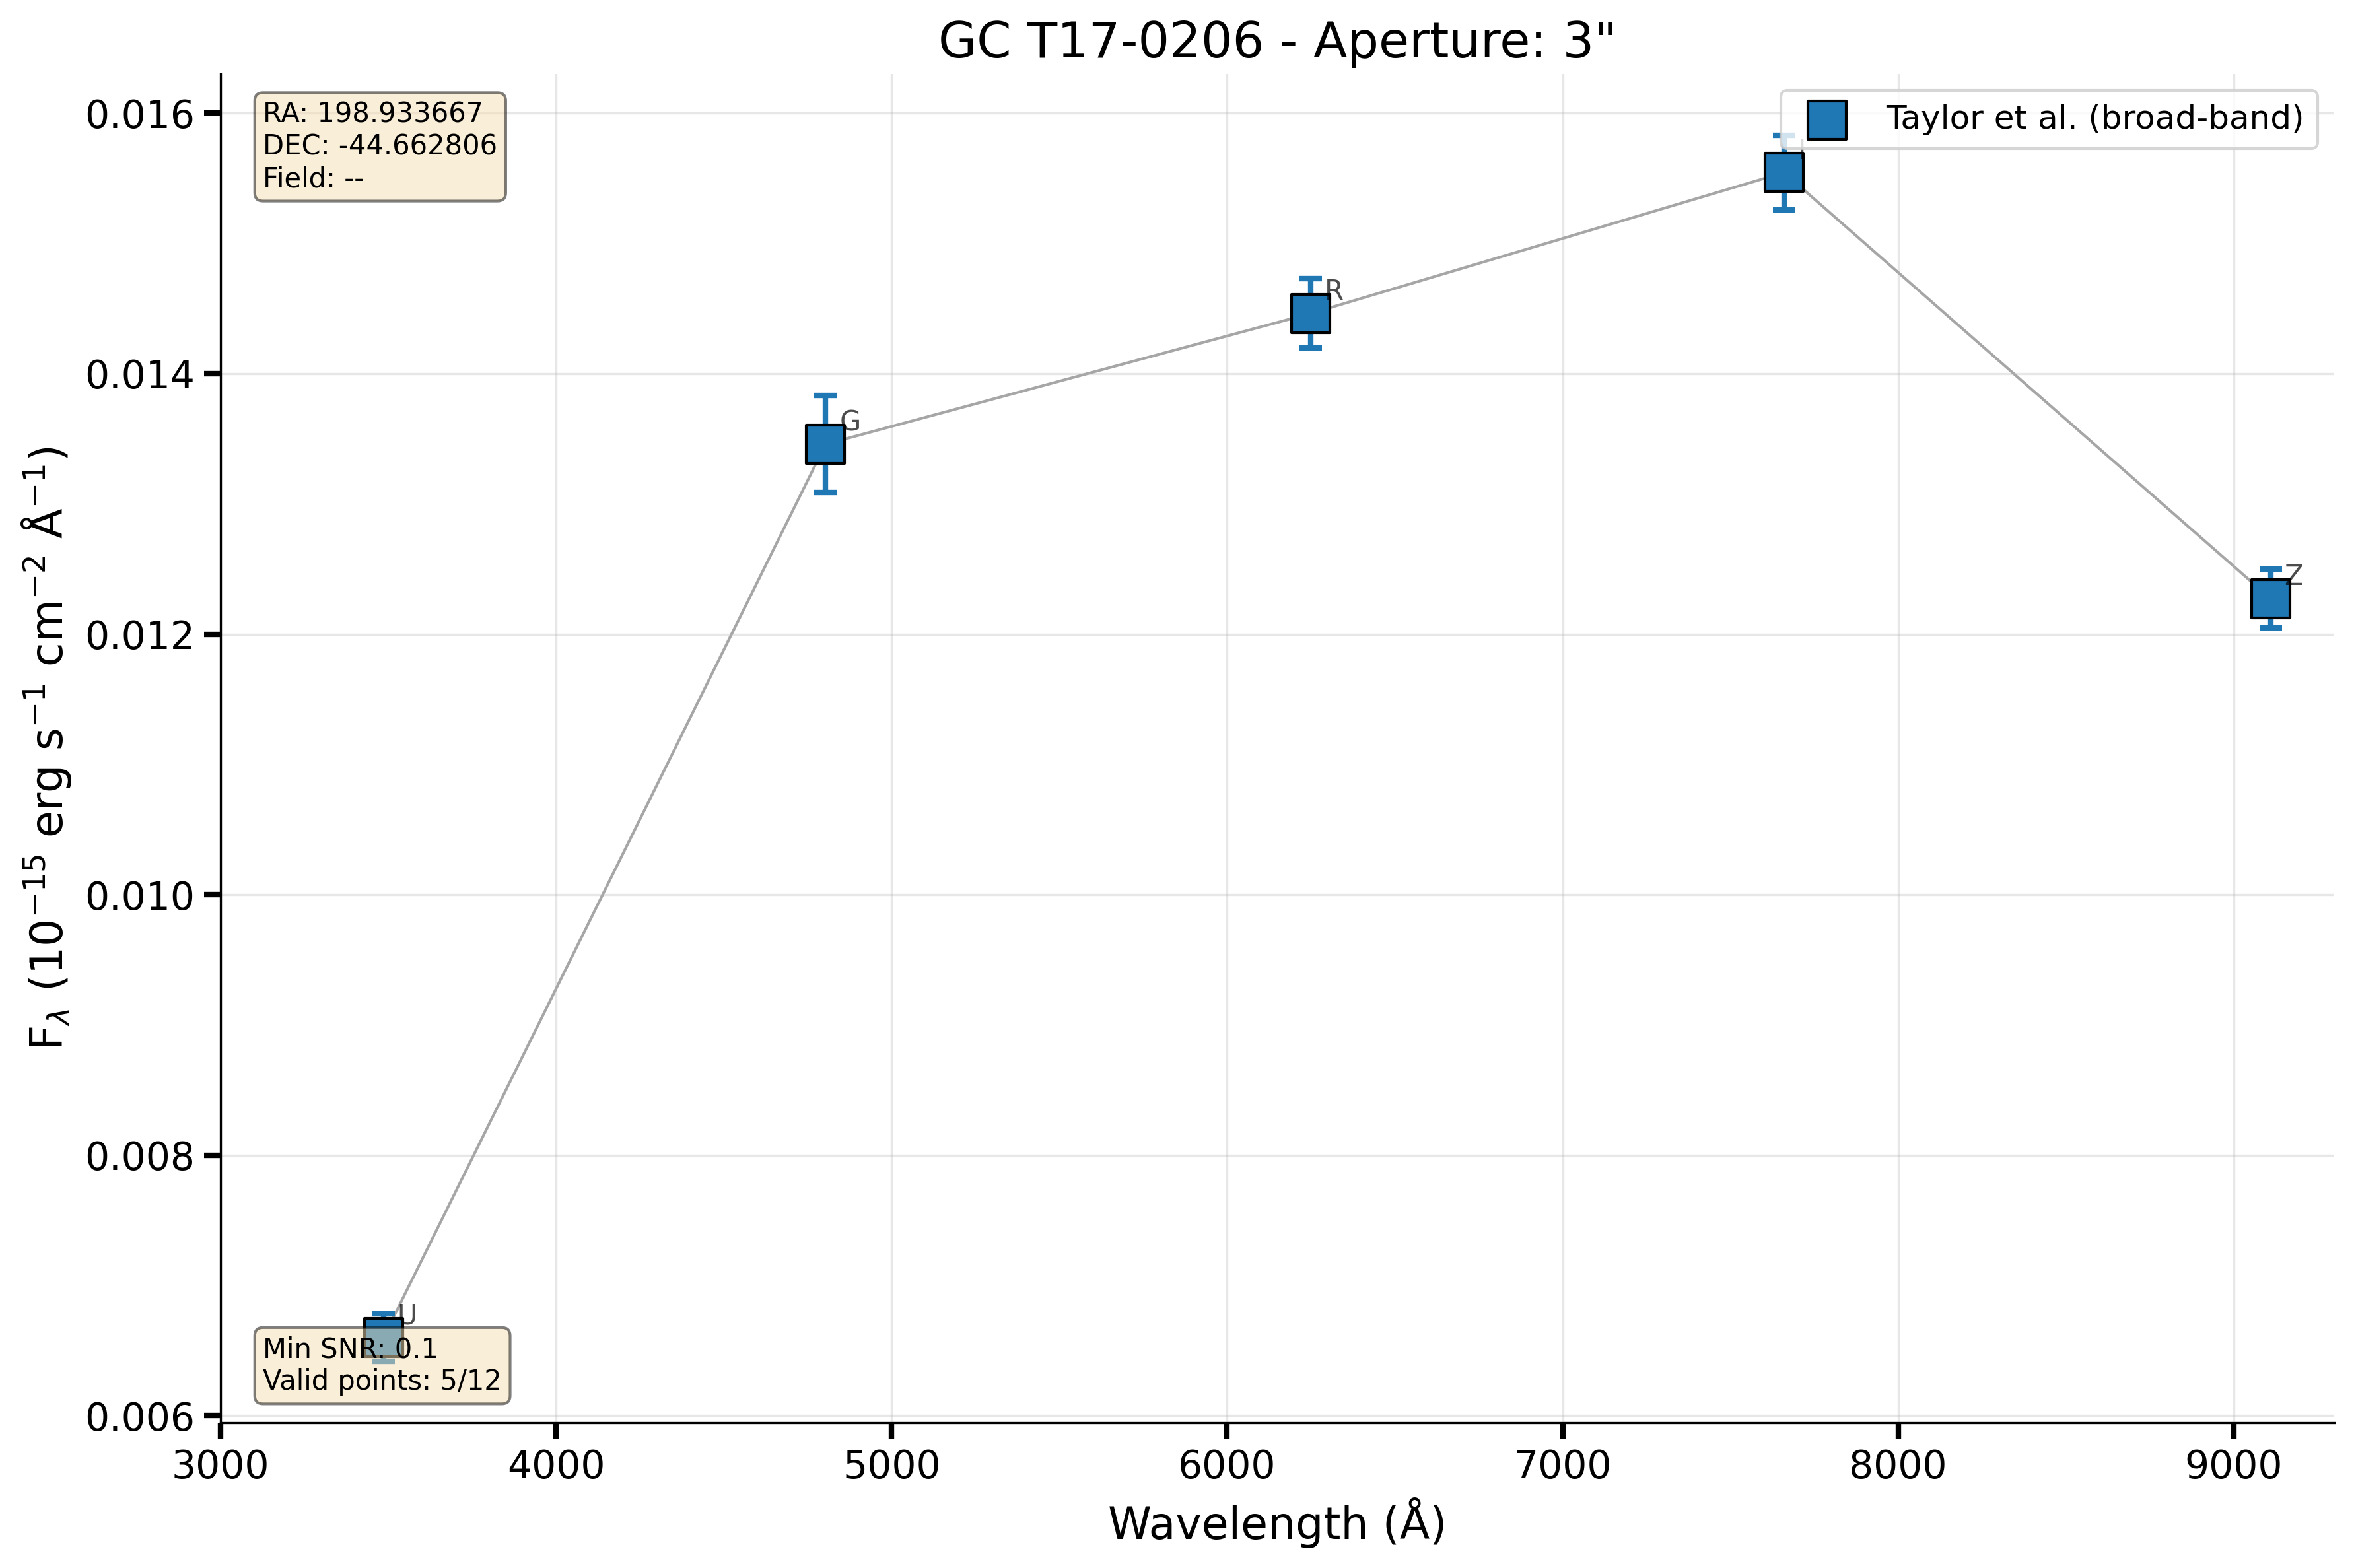 GC T17-0206 - Aperture: 3"
RA: 198.933667
DEC: -44.662806
Field: --
Taylor et al. (broad-band)
0.016
0.014
0.012
0.010
0.008
0.006
F_λ (10⁻¹⁵ erg s⁻¹ cm⁻² Å⁻¹)
U
G
R
Z
Min SNR: 0.1
Valid points: 5/12
3000 4000 5000 6000 7000 8000 9000
Wavelength (Å)